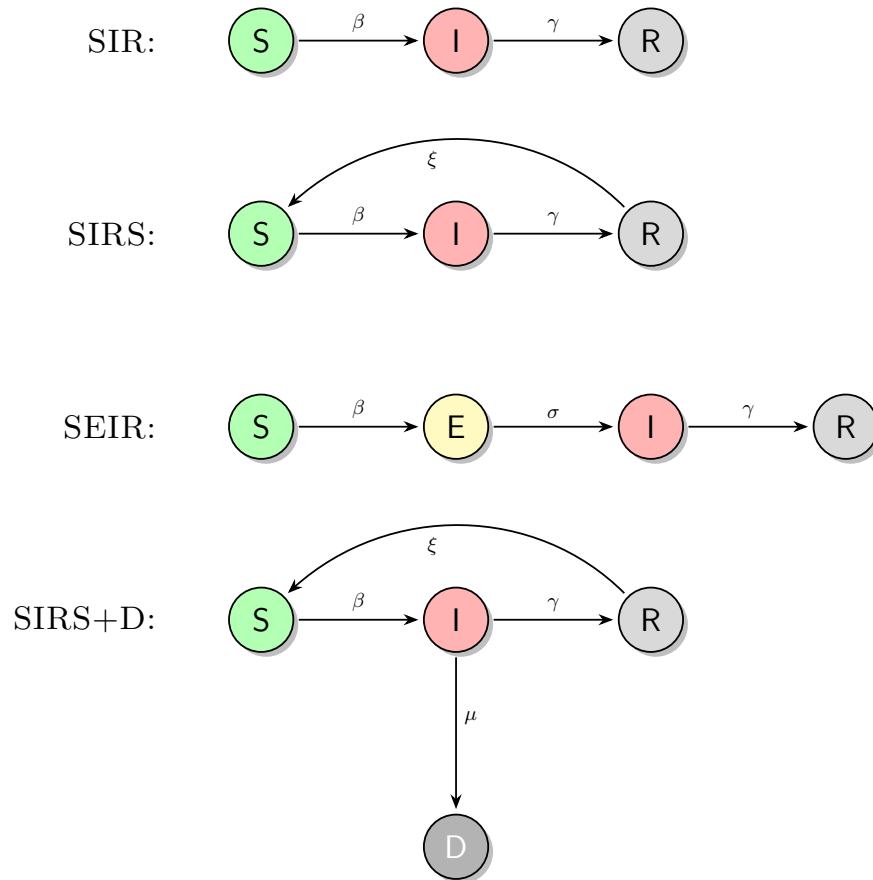 SIR: S β I γ R
ξ
SIRS: S β I γ R
SEIR: S β E σ I γ R
ξ
SIRS+D: S β I γ R
μ
D